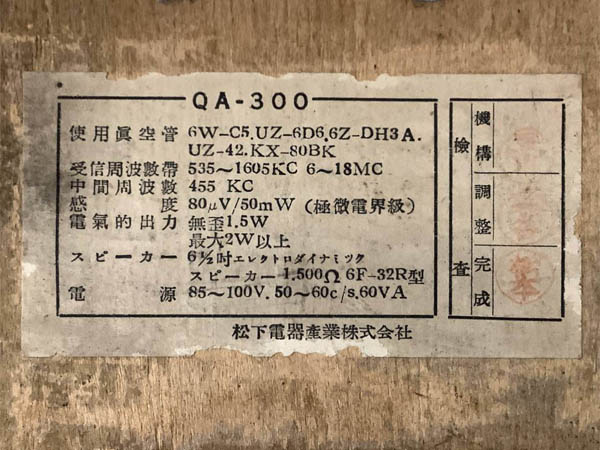 QA-300
使用眞空管 6W-C5.UZ-6D6.6Z-DH3A.
UZ-42.KX-80BK
受信周波數帶 535~1605KC 6~18MC
中間周波數 455 KC
感度 80μV/50mW (極微電界級)
電氣的出力 無歪1.5W
最大2W以上
スピーカー 6½吋エレクトロダイナミック
スピーカー 1.500Ω 6F-32R型
電源 85~100V.50~60c/s.60VA
松下電器產業株式会社
檢査
機構
調整
完成